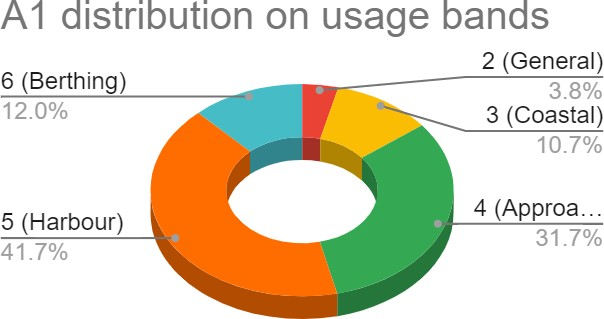 A1 distribution on usage bands
2 (General)
3.8%
6 (Berthing)
12.0%
3 (Coastal)
10.7%
4 (Approa…
31.7%
5 (Harbour)
41.7%